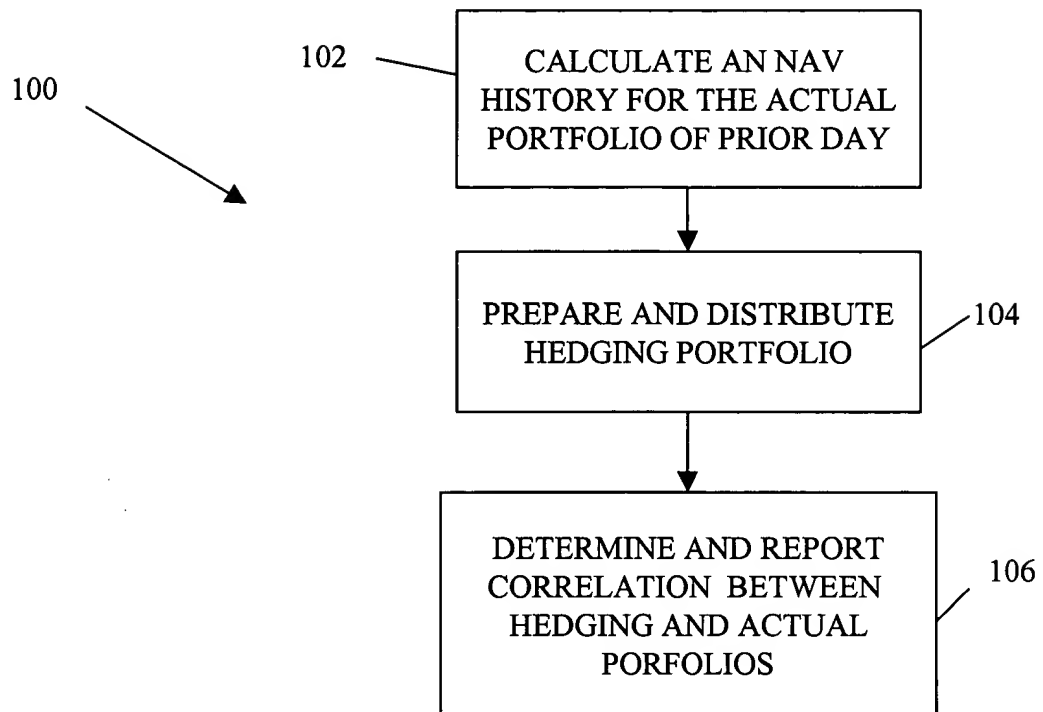 100
102
CALCULATE AN NAV
HISTORY FOR THE ACTUAL
PORTFOLIO OF PRIOR DAY
PREPARE AND DISTRIBUTE
HEDGING PORTFOLIO
104
DETERMINE AND REPORT
CORRELATION BETWEEN
HEDGING AND ACTUAL
PORFOLIOS
106